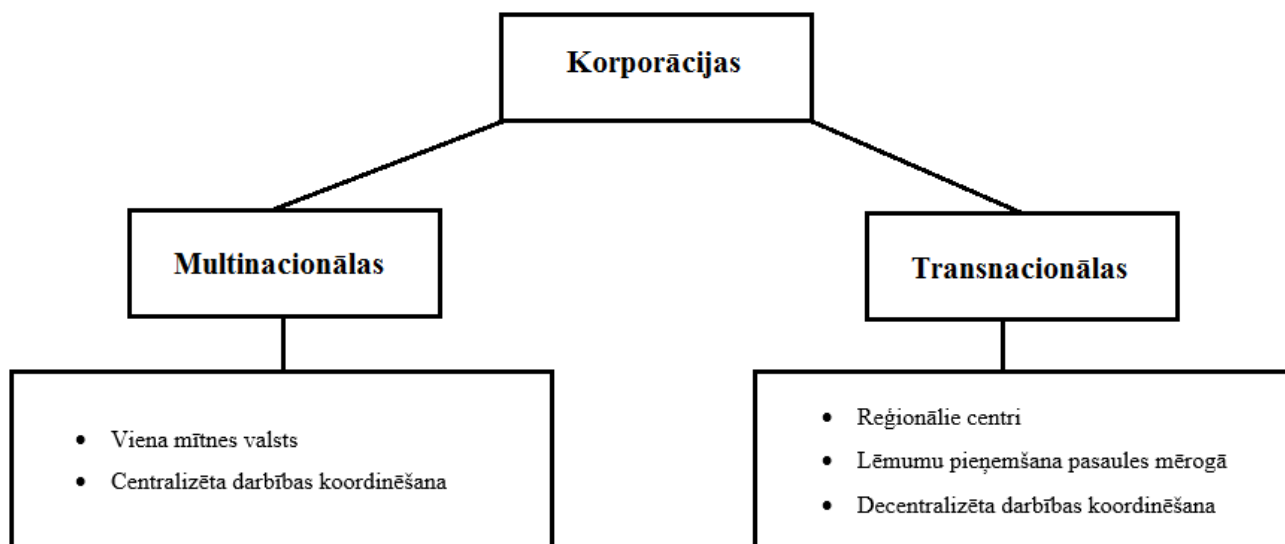 Korporācijas
Multinacionālas
Transnacionālas
• Viena mītnes valsts
• Centralizēta darbības koordinēšana
• Reģionālie centri
• Lēmumu pieņemšana pasaules mērogā
• Decentralizēta darbības koordinēšana